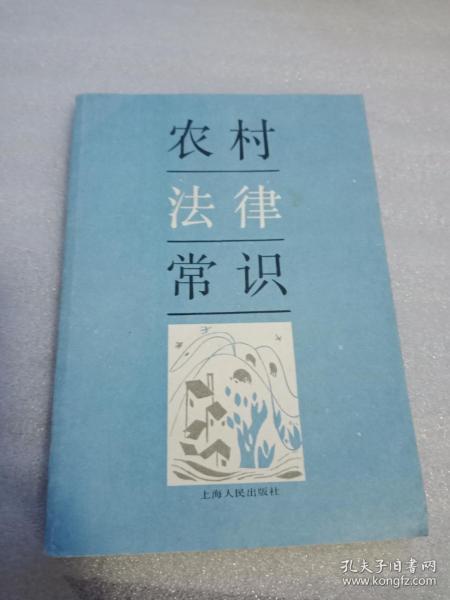 农村
法律
常识
上海人民出版社
孔夫子旧书网
www.kongfz.com